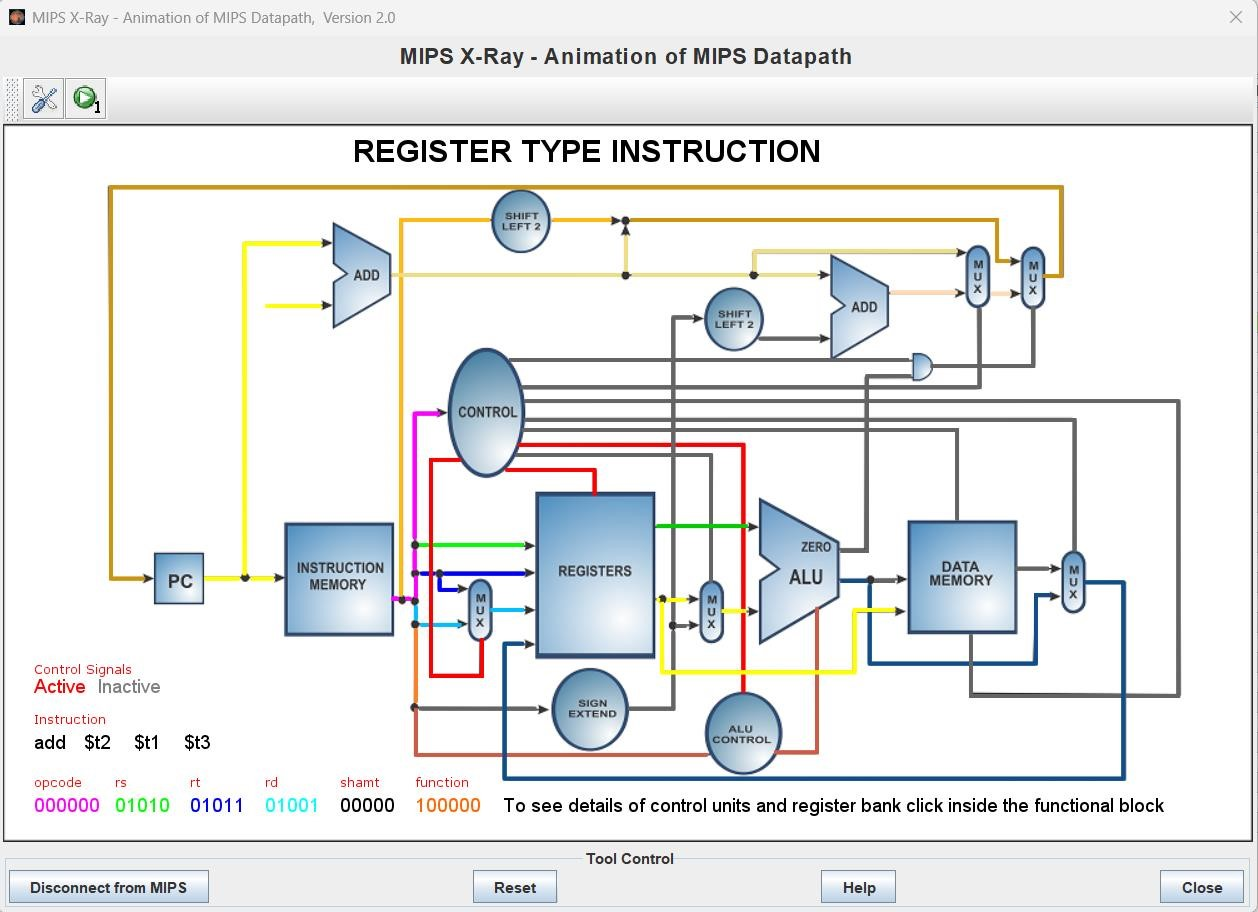 MIPS X-Ray - Animation of MIPS Datapath, Version 2.0
MIPS X-Ray - Animation of MIPS Datapath
1
REGISTER TYPE INSTRUCTION
SHIFT
LEFT 2
ADD
MUX
MUX
SHIFT
LEFT 2
ADD
CONTROL
PC
INSTRUCTION
MEMORY
MUX
REGISTERS
MUX
ZERO
ALU
DATA
MEMORY
MUX
SIGN
EXTEND
ALU
CONTROL
Control Signals
Active Inactive
Instruction
add $t2 $t1 $t3
opcode rs rt rd shamt function
000000 01010 01011 01001 00000 100000 To see details of control units and register bank click inside the functional block
Tool Control
Disconnect from MIPS Reset Help Close